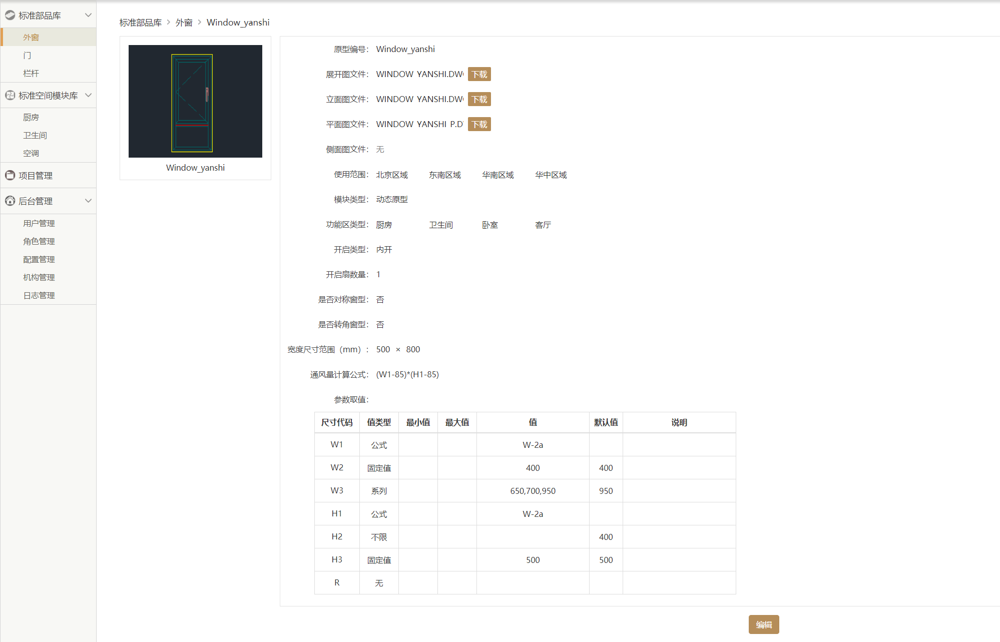 标准部品库
外窗
门
栏杆
标准空间模块库
厨房
卫生间
空调
项目管理
后台管理
用户管理
角色管理
配置管理
机构管理
日志管理
标准部品库 > 外窗 > Window_yanshi
Window_yanshi
原型编号： Window_yanshi
展开图文件： WINDOW YANSHI.DW 下载
立面图文件： WINDOW YANSHI.DW 下载
平面图文件： WINDOW YANSHI P.D 下载
侧面图文件： 无
使用范围： 北京区域 东南区域 华南区域 华中区域
模块类型： 动态原型
功能区类型： 厨房 卫生间 卧室 客厅
开启类型： 内开
开启扇数量： 1
是否对称窗型： 否
是否转角窗型： 否
宽度尺寸范围（mm）： 500 × 800
通风量计算公式： (W1-85)*(H1-85)
参数取值：
尺寸代码 值类型 最小值 最大值 值 默认值 说明
W1 公式 W-2a
W2 固定值 400 400
W3 系列 650,700,950 950
H1 公式 W-2a
H2 不限 400
H3 固定值 500 500
R 无
编辑